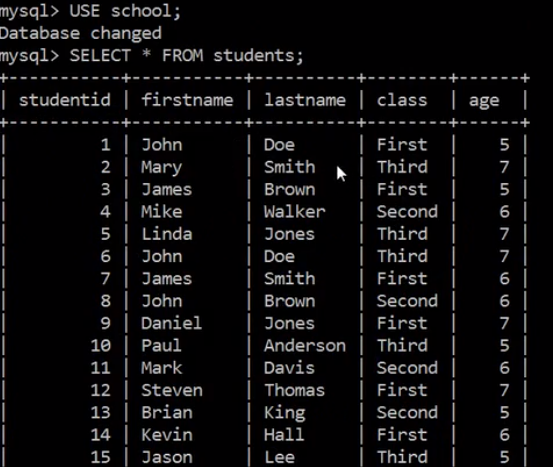 mysql> USE school;
Database changed
mysql> SELECT * FROM students;
+-----------+-----------+----------+--------+------+
| studentid | firstname | lastname | class  | age  |
+-----------+-----------+----------+--------+------+
|         1 | John      | Doe      | First  |    5 |
|         2 | Mary      | Smith    | Third  |    7 |
|         3 | James     | Brown    | First  |    5 |
|         4 | Mike      | Walker   | Second |    6 |
|         5 | Linda     | Jones    | Third  |    7 |
|         6 | John      | Doe      | Third  |    7 |
|         7 | James     | Smith    | First  |    6 |
|         8 | John      | Brown    | Second |    6 |
|         9 | Daniel    | Jones    | First  |    7 |
|        10 | Paul      | Anderson | Third  |    5 |
|        11 | Mark      | Davis    | Second |    6 |
|        12 | Steven    | Thomas   | First  |    7 |
|        13 | Brian     | King     | Second |    5 |
|        14 | Kevin     | Hall     | First  |    6 |
|        15 | Jason     | Lee      | Third  |    5 |